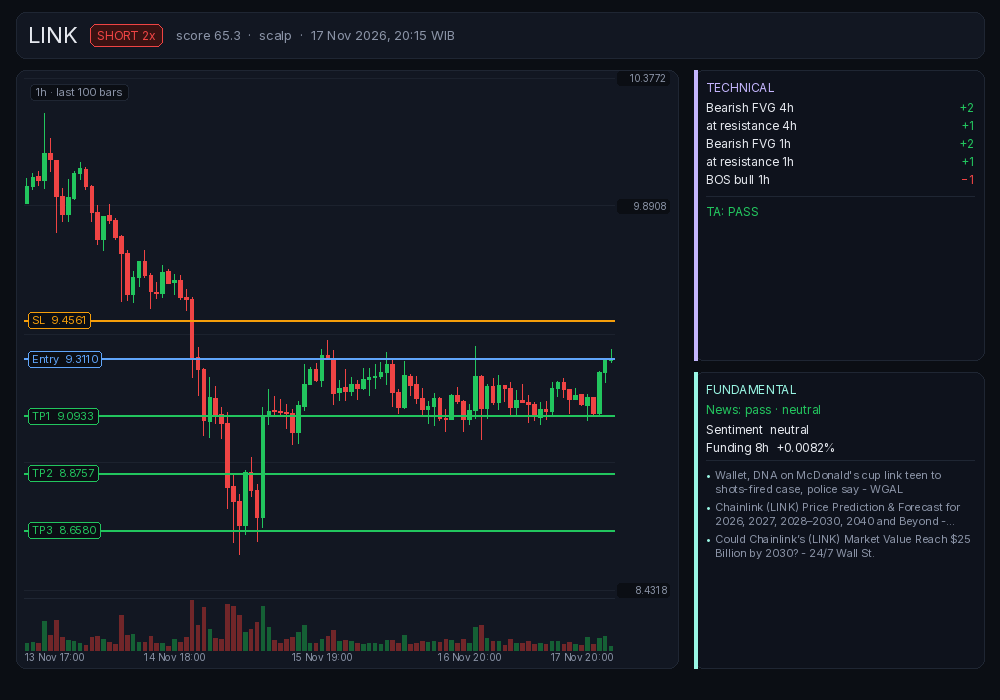 LINK
SHORT 2x
score 65.3 · scalp · 17 Nov 2026, 20:15 WIB
1h · last 100 bars
10.3772
9.8908
SL 9.4561
Entry 9.3110
TP1 9.0933
TP2 8.8757
TP3 8.6580
8.4318
13 Nov 17:00
14 Nov 18:00
15 Nov 19:00
16 Nov 20:00
17 Nov 20:00
TECHNICAL
Bearish FVG 4h +2
at resistance 4h +1
Bearish FVG 1h +2
at resistance 1h +1
BOS bull 1h −1
TA: PASS
FUNDAMENTAL
News: pass · neutral
Sentiment neutral
Funding 8h +0.0082%
• Wallet, DNA on McDonald's cup link teen to
shots-fired case, police say - WGAL
• Chainlink (LINK) Price Prediction & Forecast for
2026, 2027, 2028–2030, 2040 and Beyond -...
• Could Chainlink's (LINK) Market Value Reach $25
Billion by 2030? - 24/7 Wall St.